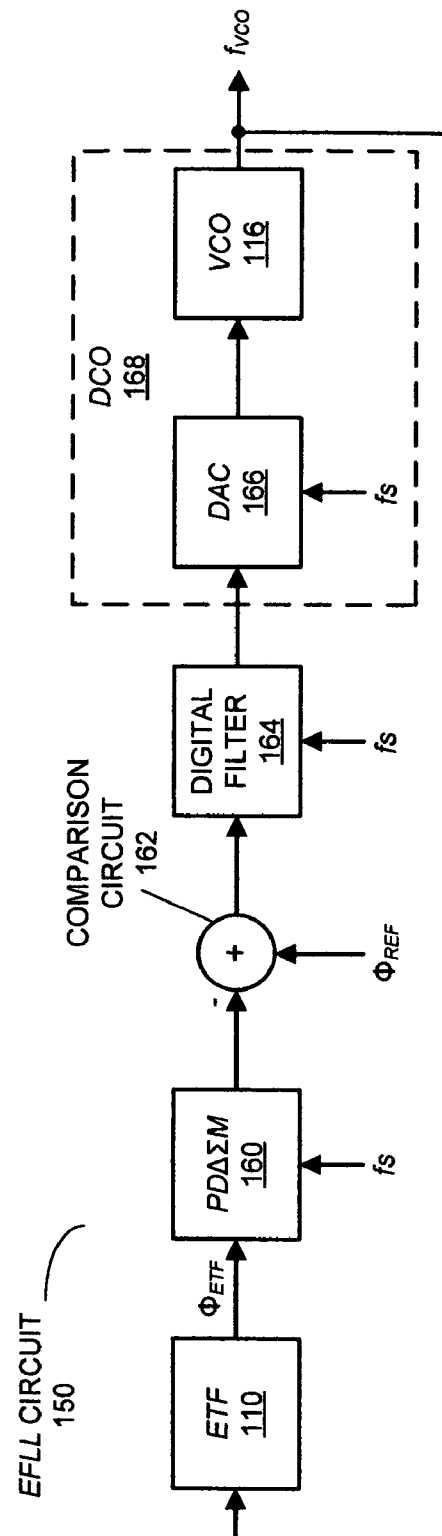 EFLL CIRCUIT
150
ETF
110
Φ_ETF
PDΔΣM
160
fs
-
+
COMPARISON
CIRCUIT
162
Φ_REF
DIGITAL
FILTER
164
fs
DCO
168
DAC
166
fs
VCO
116
f_VCO